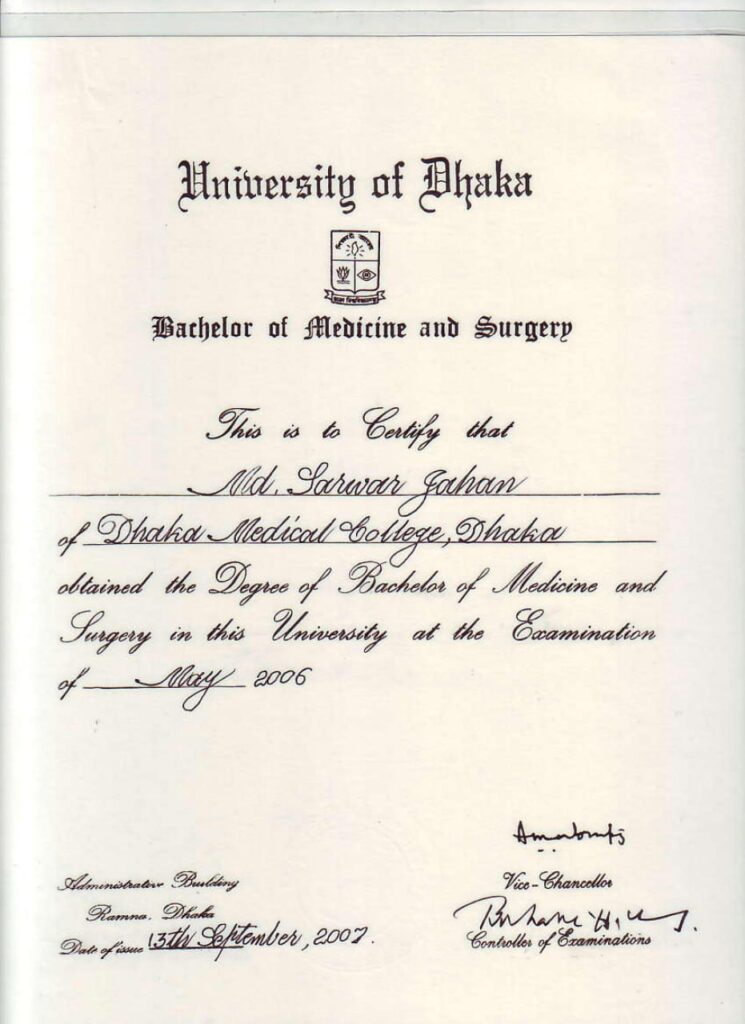 University of Dhaka
Bachelor of Medicine and Surgery
This is to Certify that
Md. Sarwar Jahan
of Dhaka Medical College, Dhaka
obtained the Degree of Bachelor of Medicine and
Surgery in this University at the Examination
of May 2006
Vice-Chancellor
Administrative Building
Ramna, Dhaka
Date of issue 13th September, 2007.
Controller of Examinations